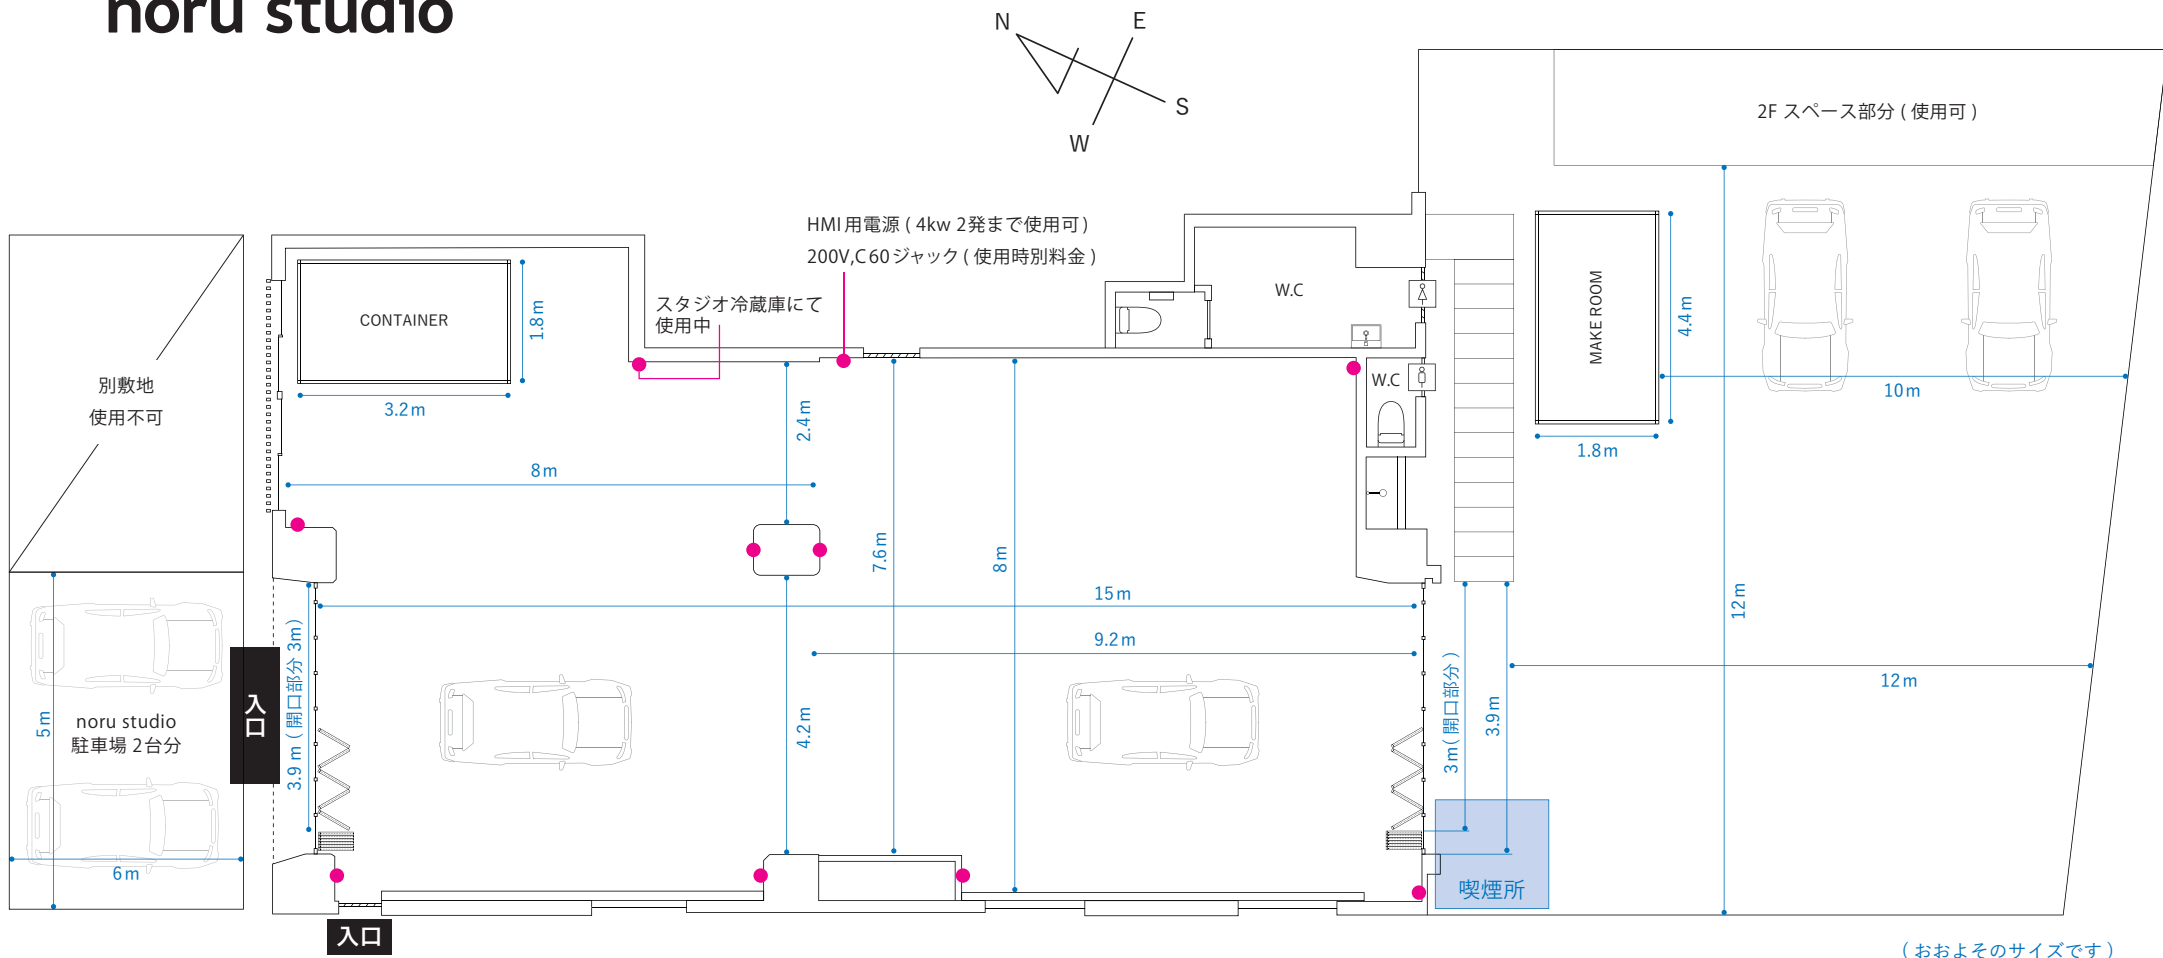 noru studio
N
E
S
W
2F スペース部分 ( 使用可 )
HMI 用電源 ( 4kw 2発まで使用可 )
200V,C60ジャック ( 使用時別料金 )
スタジオ冷蔵庫にて
使用中
CONTAINER
1.8m
3.2m
W.C
W.C
MAKE ROOM
4.4m
1.8m
10m
別敷地
使用不可
2.4m
8m
7.6m
8m
15m
9.2m
12m
12m
3.9 m ( 開口部分 3m)
入口
noru studio
駐車場 2台分
5m
6m
4.2m
3m( 開口部分 )
3.9m
喫煙所
入口
( おおよそのサイズです )